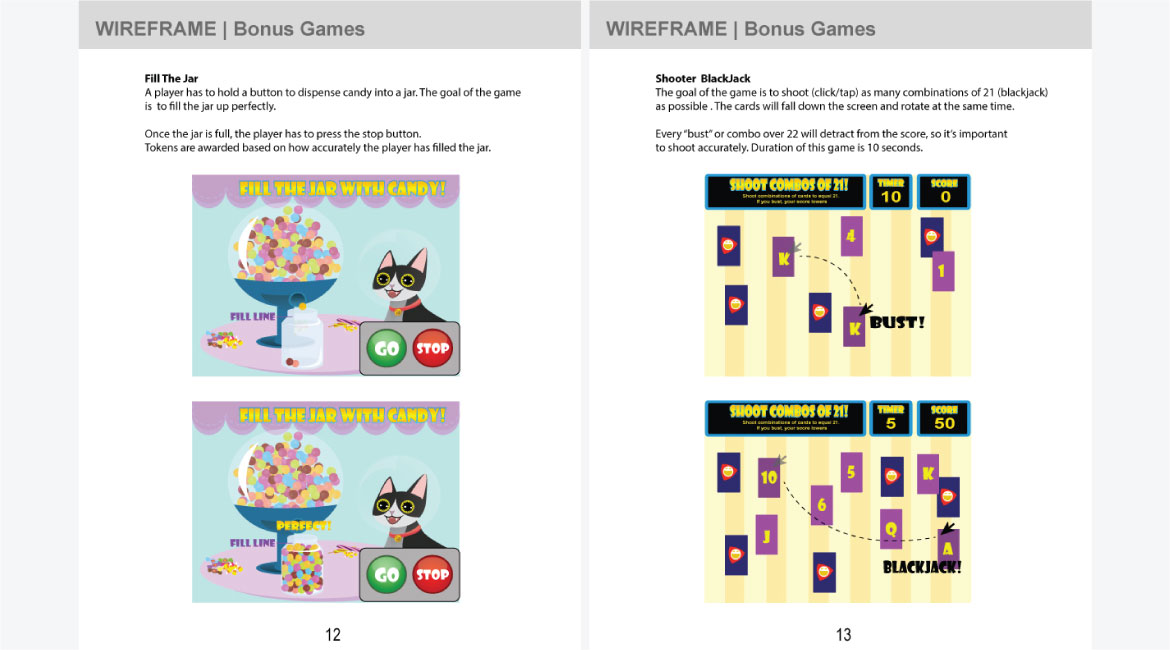 WIREFRAME | Bonus Games
Fill The Jar
A player has to hold a button to dispense candy into a jar. The goal of the game
is to fill the jar up perfectly.
Once the jar is full, the player has to press the stop button.
Tokens are awarded based on how accurately the player has filled the jar.
FILL THE JAR WITH CANDY!
FILL LINE
GO
STOP
FILL THE JAR WITH CANDY!
PERFECT!
FILL LINE
GO
STOP
12
WIREFRAME | Bonus Games
Shooter BlackJack
The goal of the game is to shoot (click/tap) as many combinations of 21 (blackjack)
as possible . The cards will fall down the screen and rotate at the same time.
Every "bust" or combo over 22 will detract from the score, so it's important
to shoot accurately. Duration of this game is 10 seconds.
SHOOT COMBOS OF 21!
Shoot combinations of cards to equal 21.
If you bust, your score lowers
TIMER
10
SCORE
0
4
K
1
K
BUST!
SHOOT COMBOS OF 21!
Shoot combinations of cards to equal 21.
If you bust, your score lowers
TIMER
5
SCORE
50
5
K
10
6
Q
J
A
BLACKJACK!
13